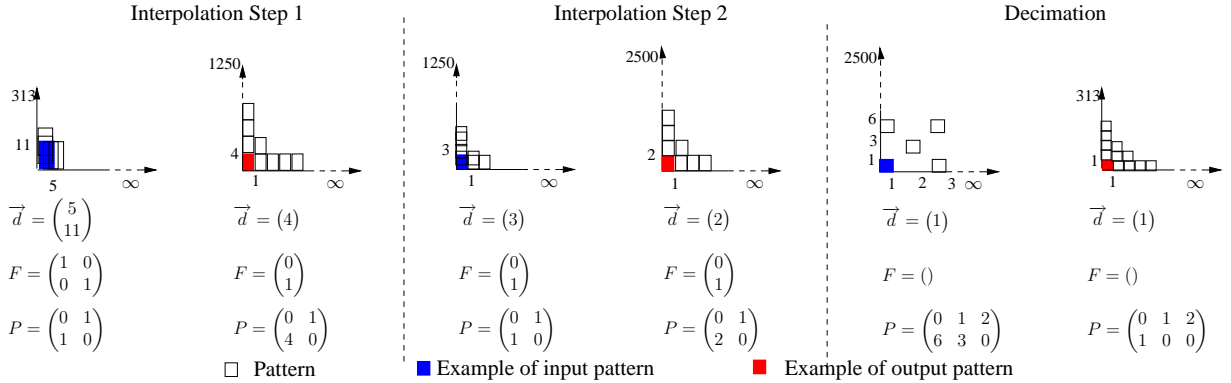 Interpolation Step 1 Interpolation Step 2 Decimation
313 11 5 ∞
1250 4 1 ∞
1250 3 1 ∞
2500 2 1 ∞
2500 6 3 1 1 2 3 ∞
313 1 1 ∞
d = (5 11) d = (4) d = (3) d = (2) d = (1) d = (1)
F = (1 0 0 1) F = (0 1) F = (0 1) F = (0 1) F = () F = ()
P = (0 1 1 0) P = (0 1 4 0) P = (0 1 1 0) P = (0 1 2 0) P = (0 1 2 6 3 0) P = (0 1 2 1 0 0)
Pattern Example of input pattern Example of output pattern